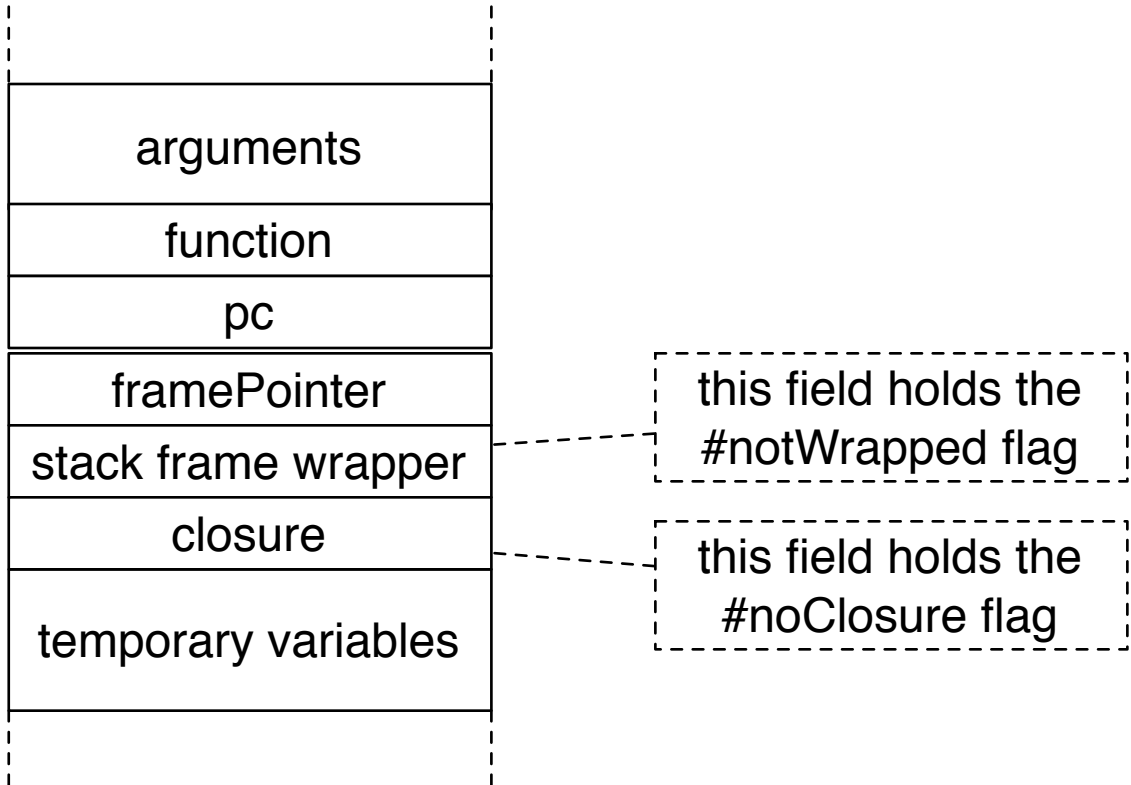 arguments
function
pc
framePointer
stack frame wrapper
closure
temporary variables
this field holds the
#notWrapped flag
this field holds the
#noClosure flag